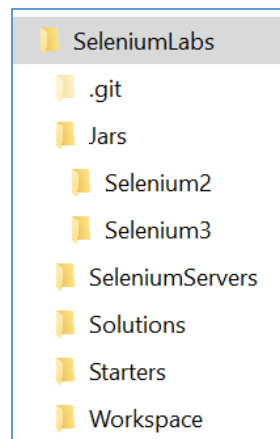 SeleniumLabs
.git
Jars
Selenium2
Selenium3
SeleniumServers
Solutions
Starters
Workspace